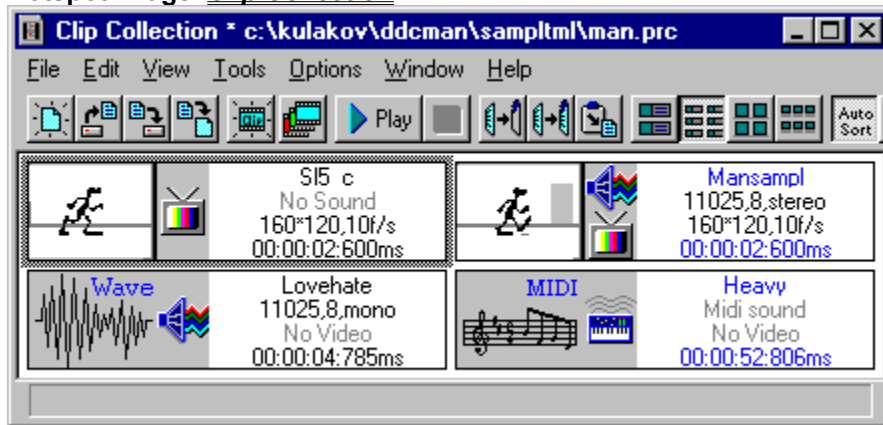 Clip Collection * c:\kulakov\ddcman\sampltml\man.prc
File Edit View Tools Options Window Help
Clip
Play
Auto
Sort
SI5 c
No Sound
160*120,10f/s
00:00:02:600ms
Mansampl
11025,8,stereo
160*120,10f/s
00:00:02:600ms
Wave
Lovehate
11025,8,mono
No Video
00:00:04:785ms
MIDI
Heavy
Midi sound
No Video
00:00:52:806ms